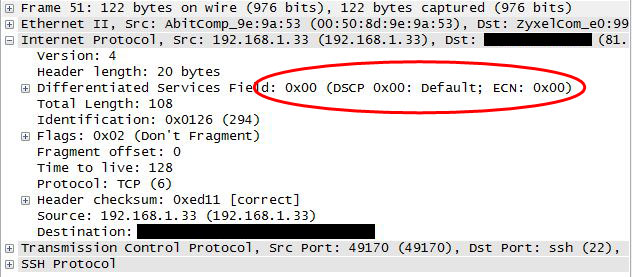 Frame 51: 122 bytes on wire (976 bits), 122 bytes captured (976 bits)
Ethernet II, Src: AbitComp_9e:9a:53 (00:50:8d:9e:9a:53), Dst: ZyxelCom_e0:99
Internet Protocol, Src: 192.168.1.33 (192.168.1.33), Dst: (81.
Version: 4
Header length: 20 bytes
Differentiated Services Field: 0x00 (DSCP 0x00: Default; ECN: 0x00)
Total Length: 108
Identification: 0x0126 (294)
Flags: 0x02 (Don't Fragment)
Fragment offset: 0
Time to live: 128
Protocol: TCP (6)
Header checksum: 0xed11 [correct]
Source: 192.168.1.33 (192.168.1.33)
Destination:
Transmission Control Protocol, Src Port: 49170 (49170), Dst Port: ssh (22),
SSH Protocol